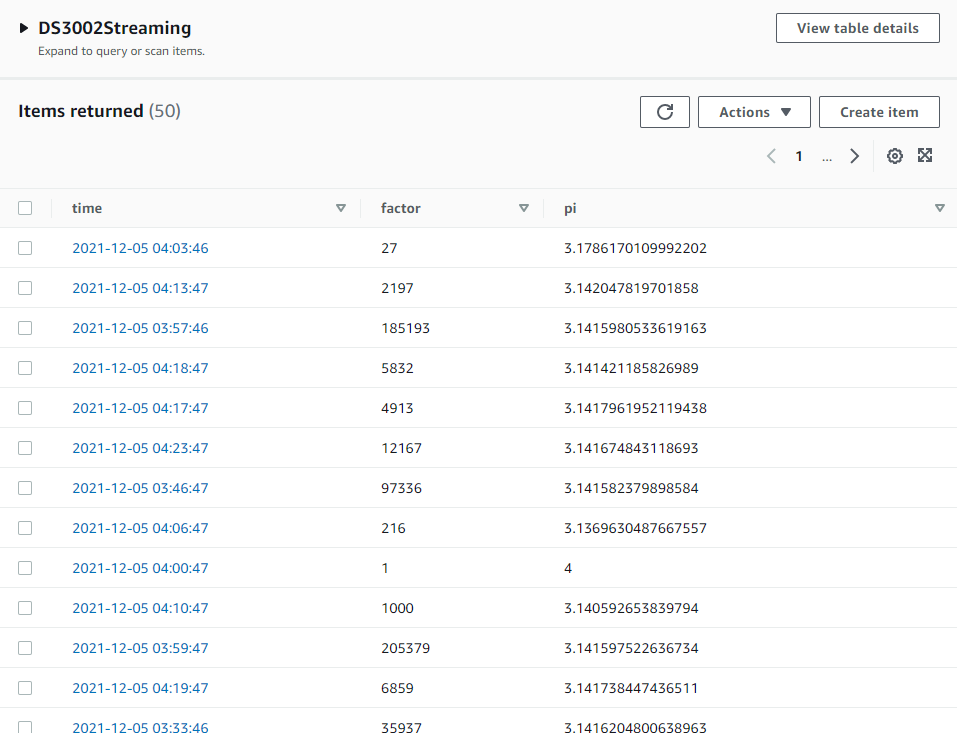 DS3002Streaming
View table details
Expand to query or scan items.
Items returned (50)
Actions
Create item
1 ...
time factor pi
2021-12-05 04:03:46 27 3.1786170109992202
2021-12-05 04:13:47 2197 3.142047819701858
2021-12-05 03:57:46 185193 3.1415980533619163
2021-12-05 04:18:47 5832 3.141421185826989
2021-12-05 04:17:47 4913 3.1417961952119438
2021-12-05 04:23:47 12167 3.141674843118693
2021-12-05 03:46:47 97336 3.141582379898584
2021-12-05 04:06:47 216 3.1369630487667557
2021-12-05 04:00:47 1 4
2021-12-05 04:10:47 1000 3.140592653839794
2021-12-05 03:59:47 205379 3.141597522636734
2021-12-05 04:19:47 6859 3.141738447436511
2021-12-05 03:33:46 35937 3.1416204800638963